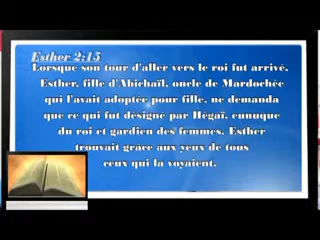 Esther 2:15
Lorsque son tour d'aller vers le roi fut arrivé,
Esther, fille d'Abichaïl, oncle de Mardochée
qui l'avait adoptée pour fille, ne demanda
que ce qui fut désigné par Hégaï, eunuque
du roi et gardien des femmes. Esther
trouvait grâce aux yeux de tous
ceux qui la voyaient.